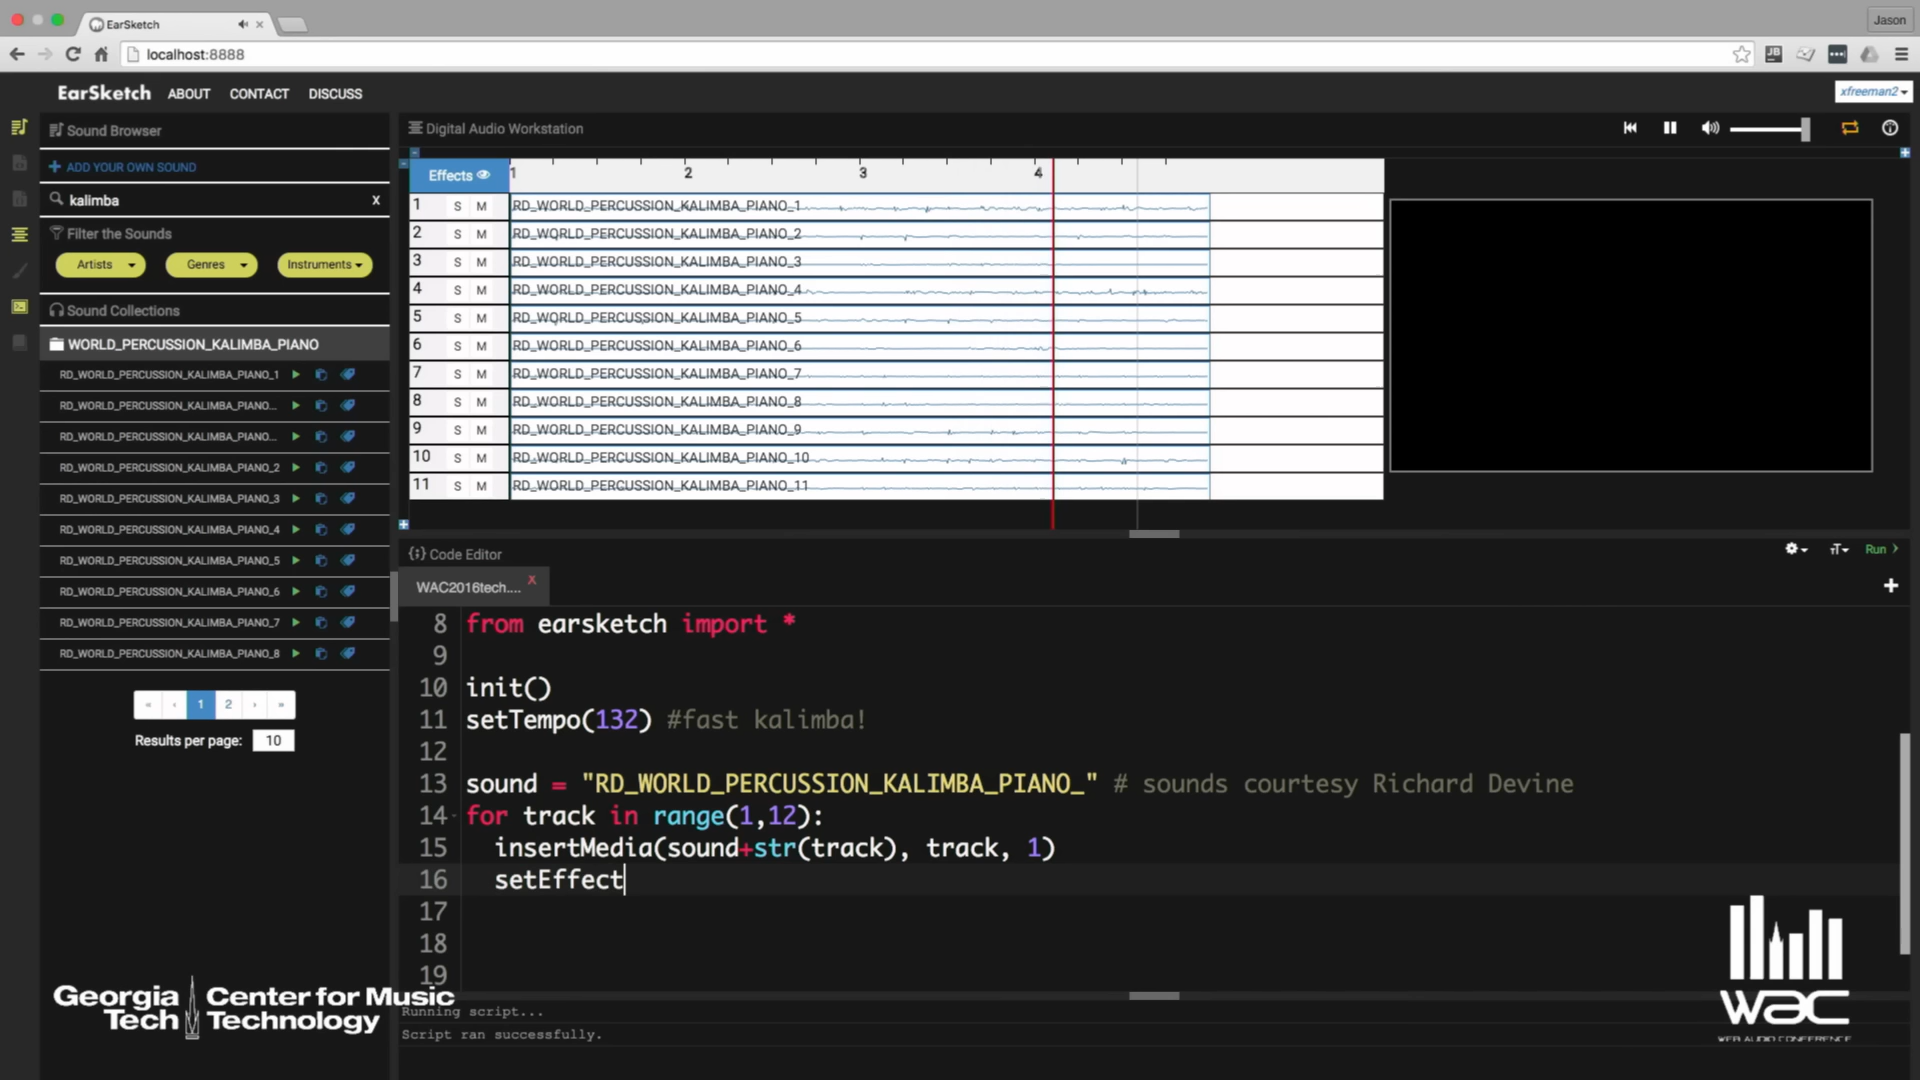 EarSketch
Jason
localhost:8888
EarSketch ABOUT CONTACT DISCUSS
xfreeman2
Sound Browser
ADD YOUR OWN SOUND
kalimba x
Filter the Sounds
Artists Genres Instruments
Sound Collections
WORLD_PERCUSSION_KALIMBA_PIANO
RD_WORLD_PERCUSSION_KALIMBA_PIANO_1
RD_WORLD_PERCUSSION_KALIMBA_PIANO...
RD_WORLD_PERCUSSION_KALIMBA_PIANO...
RD_WORLD_PERCUSSION_KALIMBA_PIANO_2
RD_WORLD_PERCUSSION_KALIMBA_PIANO_3
RD_WORLD_PERCUSSION_KALIMBA_PIANO_4
RD_WORLD_PERCUSSION_KALIMBA_PIANO_5
RD_WORLD_PERCUSSION_KALIMBA_PIANO_6
RD_WORLD_PERCUSSION_KALIMBA_PIANO_7
RD_WORLD_PERCUSSION_KALIMBA_PIANO_8
« ‹ 1 2 › »
Results per page: 10
Digital Audio Workstation
Effects 1 2 3 4
1 S M RD_WORLD_PERCUSSION_KALIMBA_PIANO_1
2 S M RD_WORLD_PERCUSSION_KALIMBA_PIANO_2
3 S M RD_WORLD_PERCUSSION_KALIMBA_PIANO_3
4 S M RD_WORLD_PERCUSSION_KALIMBA_PIANO_4
5 S M RD_WORLD_PERCUSSION_KALIMBA_PIANO_5
6 S M RD_WORLD_PERCUSSION_KALIMBA_PIANO_6
7 S M RD_WORLD_PERCUSSION_KALIMBA_PIANO_7
8 S M RD_WORLD_PERCUSSION_KALIMBA_PIANO_8
9 S M RD_WORLD_PERCUSSION_KALIMBA_PIANO_9
10 S M RD_WORLD_PERCUSSION_KALIMBA_PIANO_10
11 S M RD_WORLD_PERCUSSION_KALIMBA_PIANO_11
{;} Code Editor
Run
WAC2016tech.... x
8 from earsketch import *
9
10 init()
11 setTempo(132) #fast kalimba!
12
13 sound = "RD_WORLD_PERCUSSION_KALIMBA_PIANO_" # sounds courtesy Richard Devine
14 for track in range(1,12):
15 insertMedia(sound+str(track), track, 1)
16 setEffect
17
18
19
Running script...
Script ran successfully.
Georgia Tech
Center for Music Technology
wac
WEB AUDIO CONFERENCE